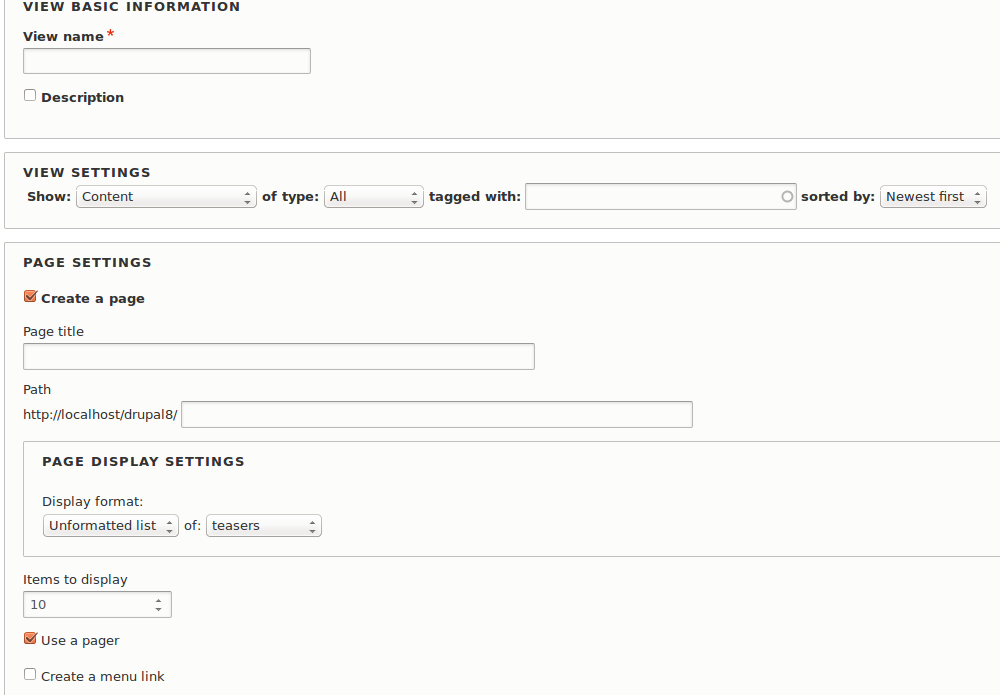 VIEW BASIC INFORMATION
View name*
Description
VIEW SETTINGS
Show: Content of type: All tagged with: sorted by: Newest first
PAGE SETTINGS
Create a page
Page title
Path
http://localhost/drupal8/
PAGE DISPLAY SETTINGS
Display format:
Unformatted list of: teasers
Items to display
10
Use a pager
Create a menu link